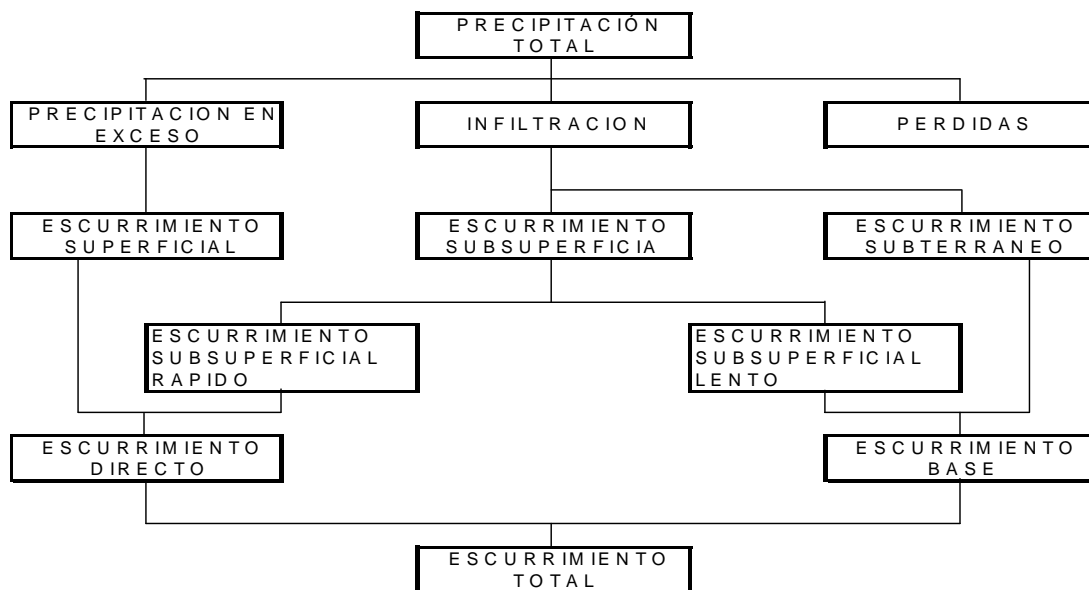 PRECIPITACIÓN
TOTAL
PRECIPITACION EN
EXCESO
INFILTRACION
PERDIDAS
ESCURRIMIENTO
SUPERFICIAL
ESCURRIMIENTO
SUBSUPERFICIA
ESCURRIMIENTO
SUBTERRANEO
ESCURRIMIENTO
SUBSUPERFICIAL
RAPIDO
ESCURRIMIENTO
SUBSUPERFICIAL
LENTO
ESCURRIMIENTO
DIRECTO
ESCURRIMIENTO
BASE
ESCURRIMIENTO
TOTAL